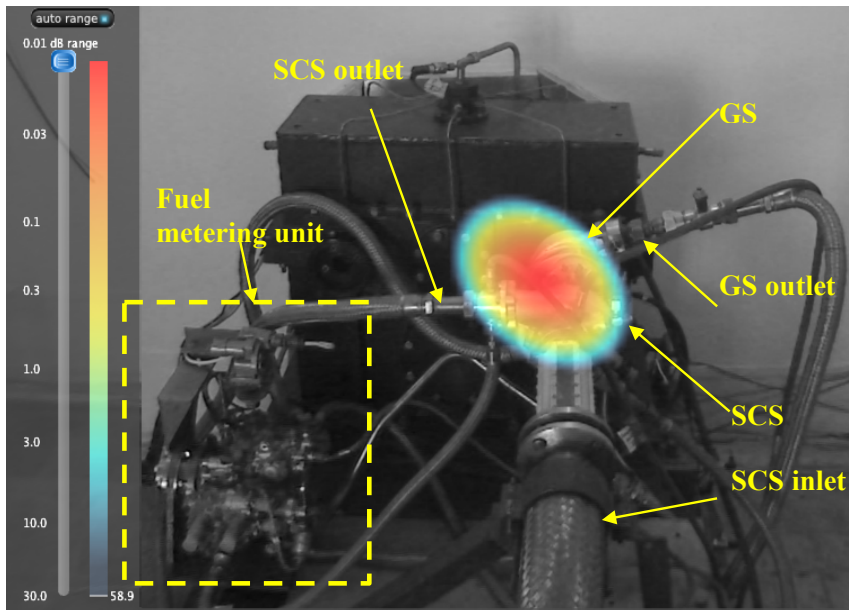 auto range
0.01 dB range
0.03
0.1
0.3
1.0
3.0
10.0
30.0
58.9
SCS outlet
GS
Fuel
metering unit
GS outlet
SCS
SCS inlet